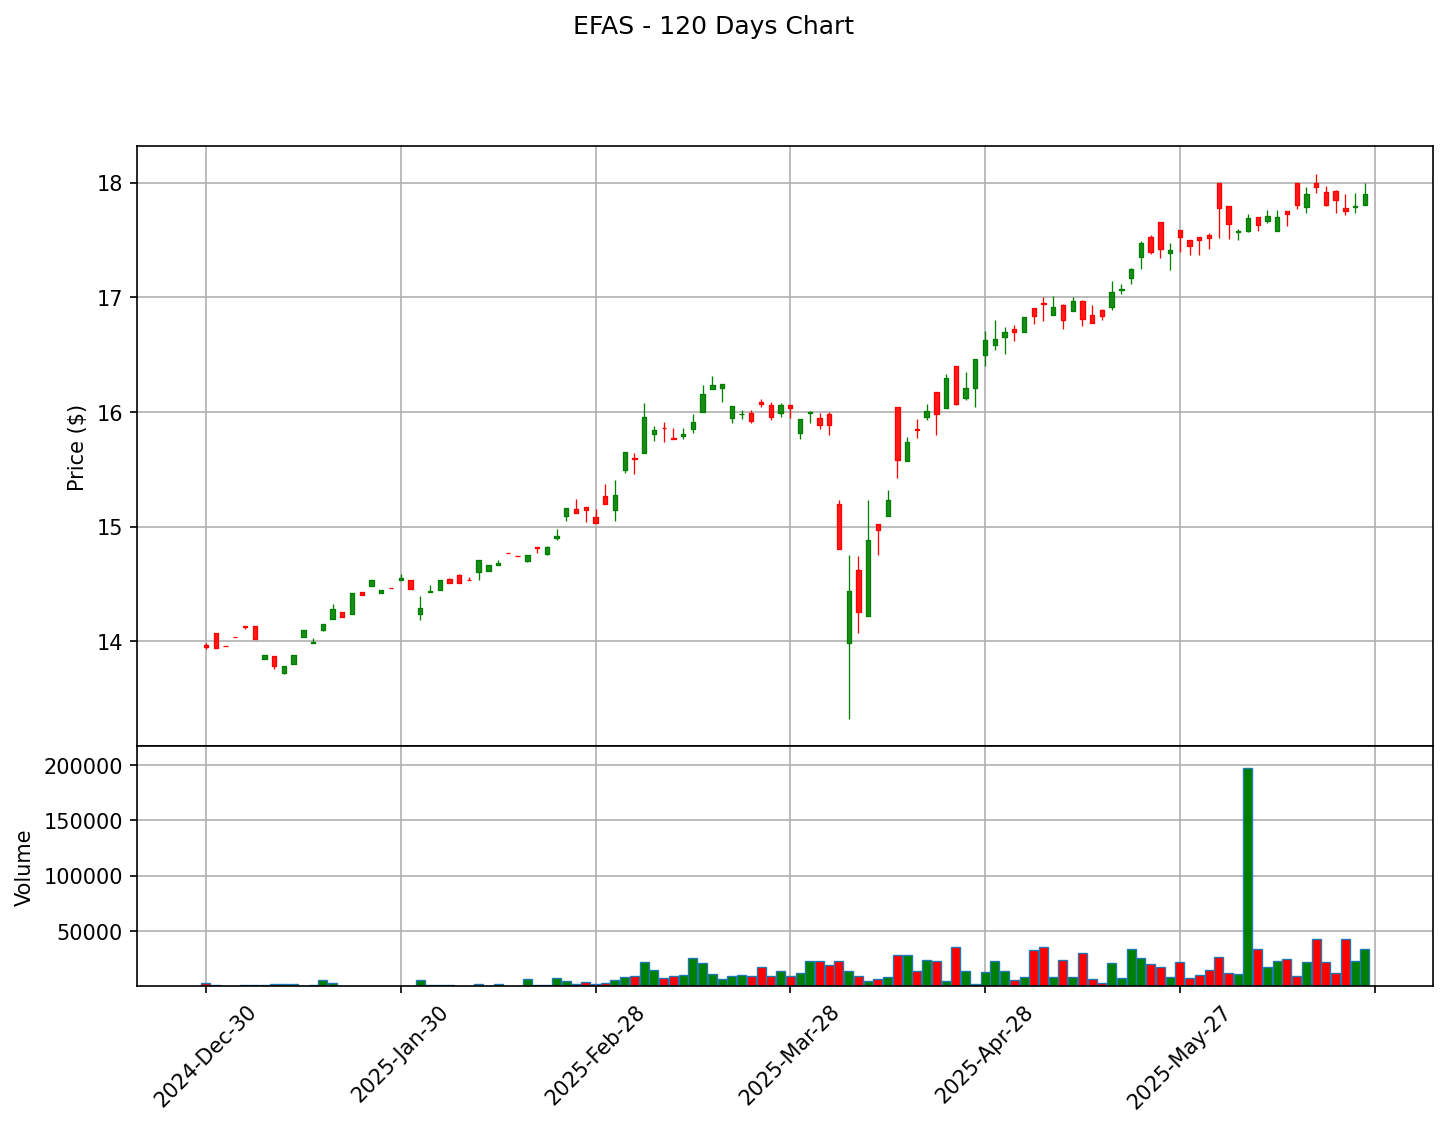 EFAS - 120 Days Chart
18
17
16
15
14
Price ($)
200000
150000
100000
50000
Volume
2024-Dec-30
2025-Jan-30
2025-Feb-28
2025-Mar-28
2025-Apr-28
2025-May-27